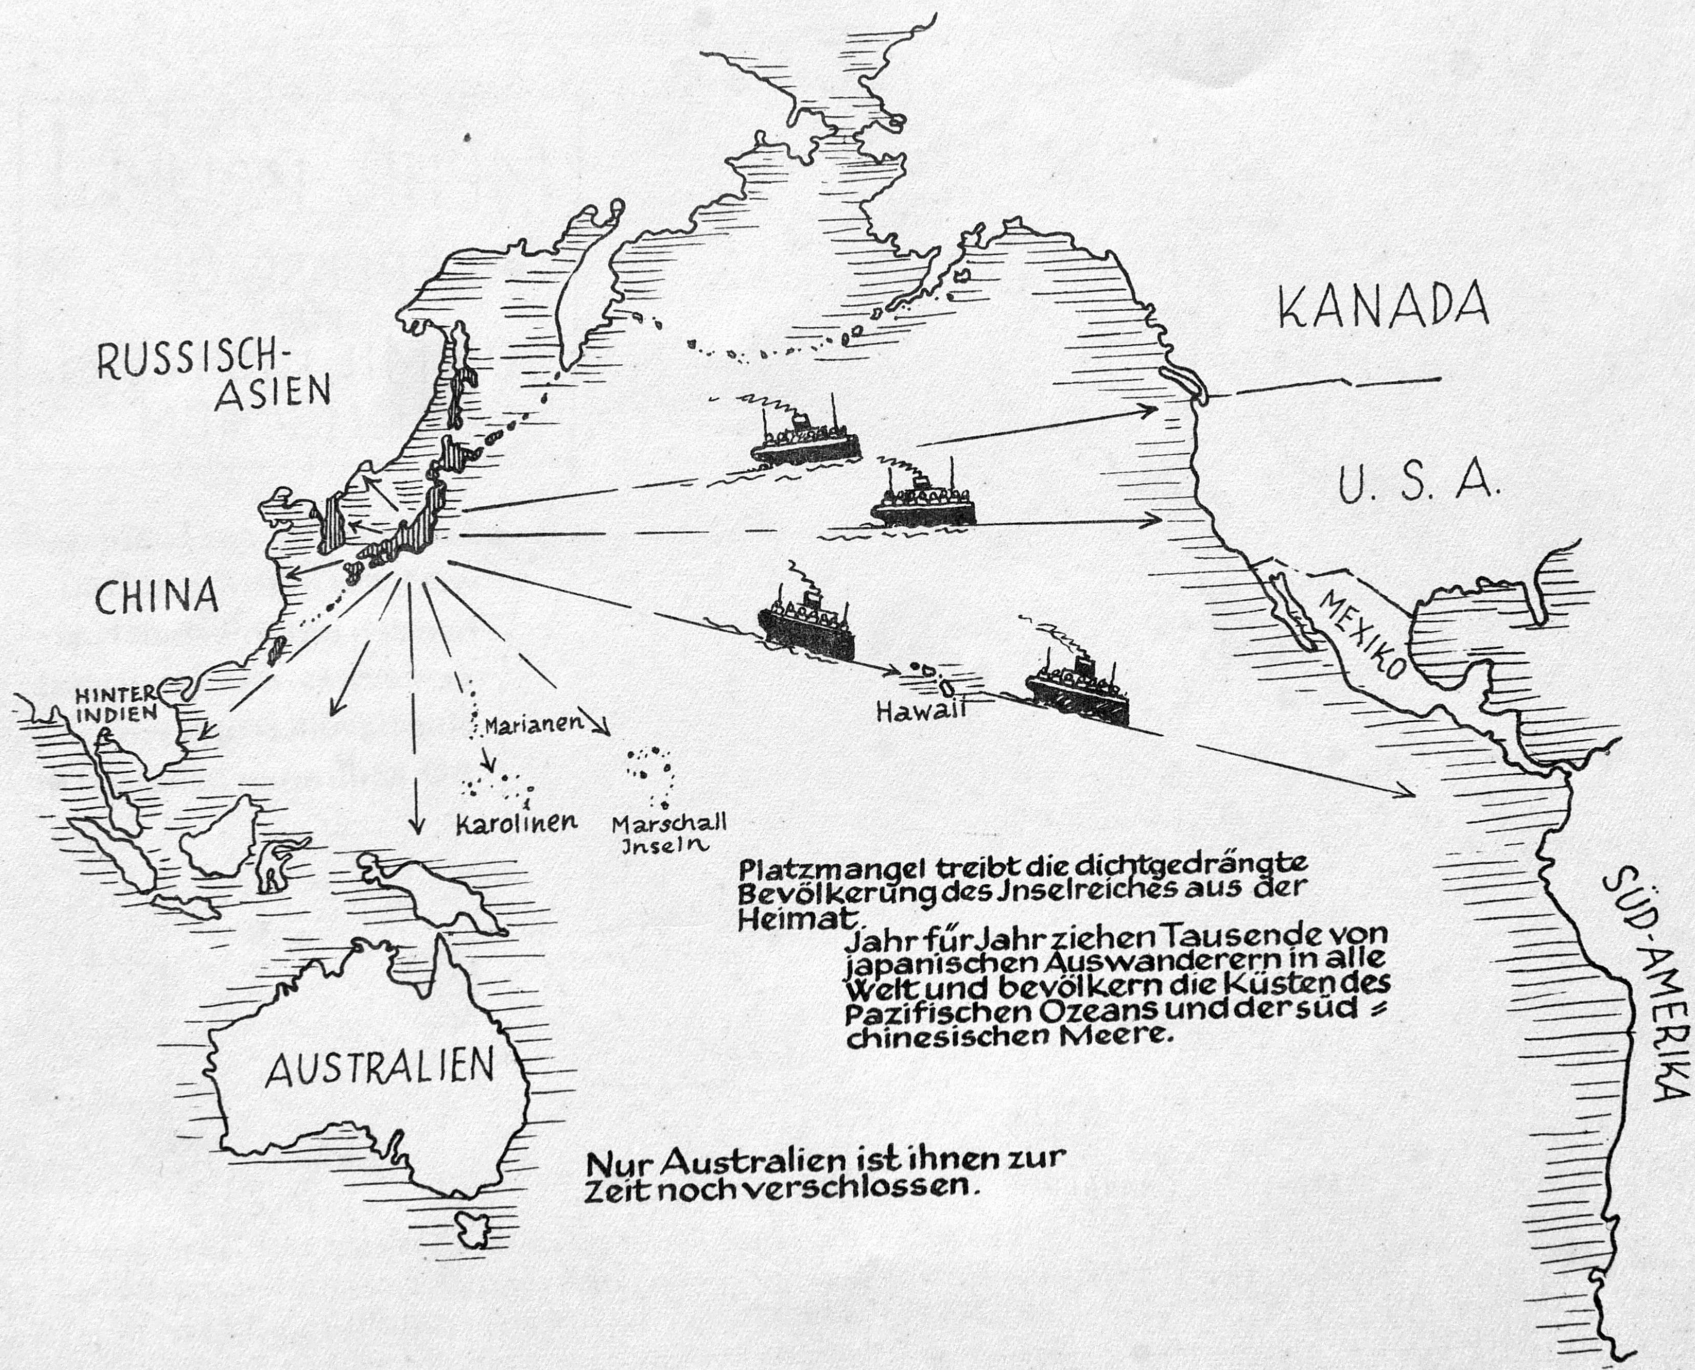 KANADA
RUSSISCH-
ASIEN
U. S. A.
CHINA
MEXIKO
HINTER
INDIEN
Hawaii
Marianen
Karolinen
Marschall
Jnseln
Platzmangel treibt die dichtgedrängte
Bevölkerung des Jnselreiches aus der
Heimat.
Jahr für Jahr ziehen Tausende von
japanischen Auswanderern in alle
Welt und bevölkern die Küsten des
Pazifischen Ozeans und der süd⸗
chinesischen Meere.
SÜD-AMERIKA
AUSTRALIEN
Nur Australien ist ihnen zur
Zeit noch verschlossen.